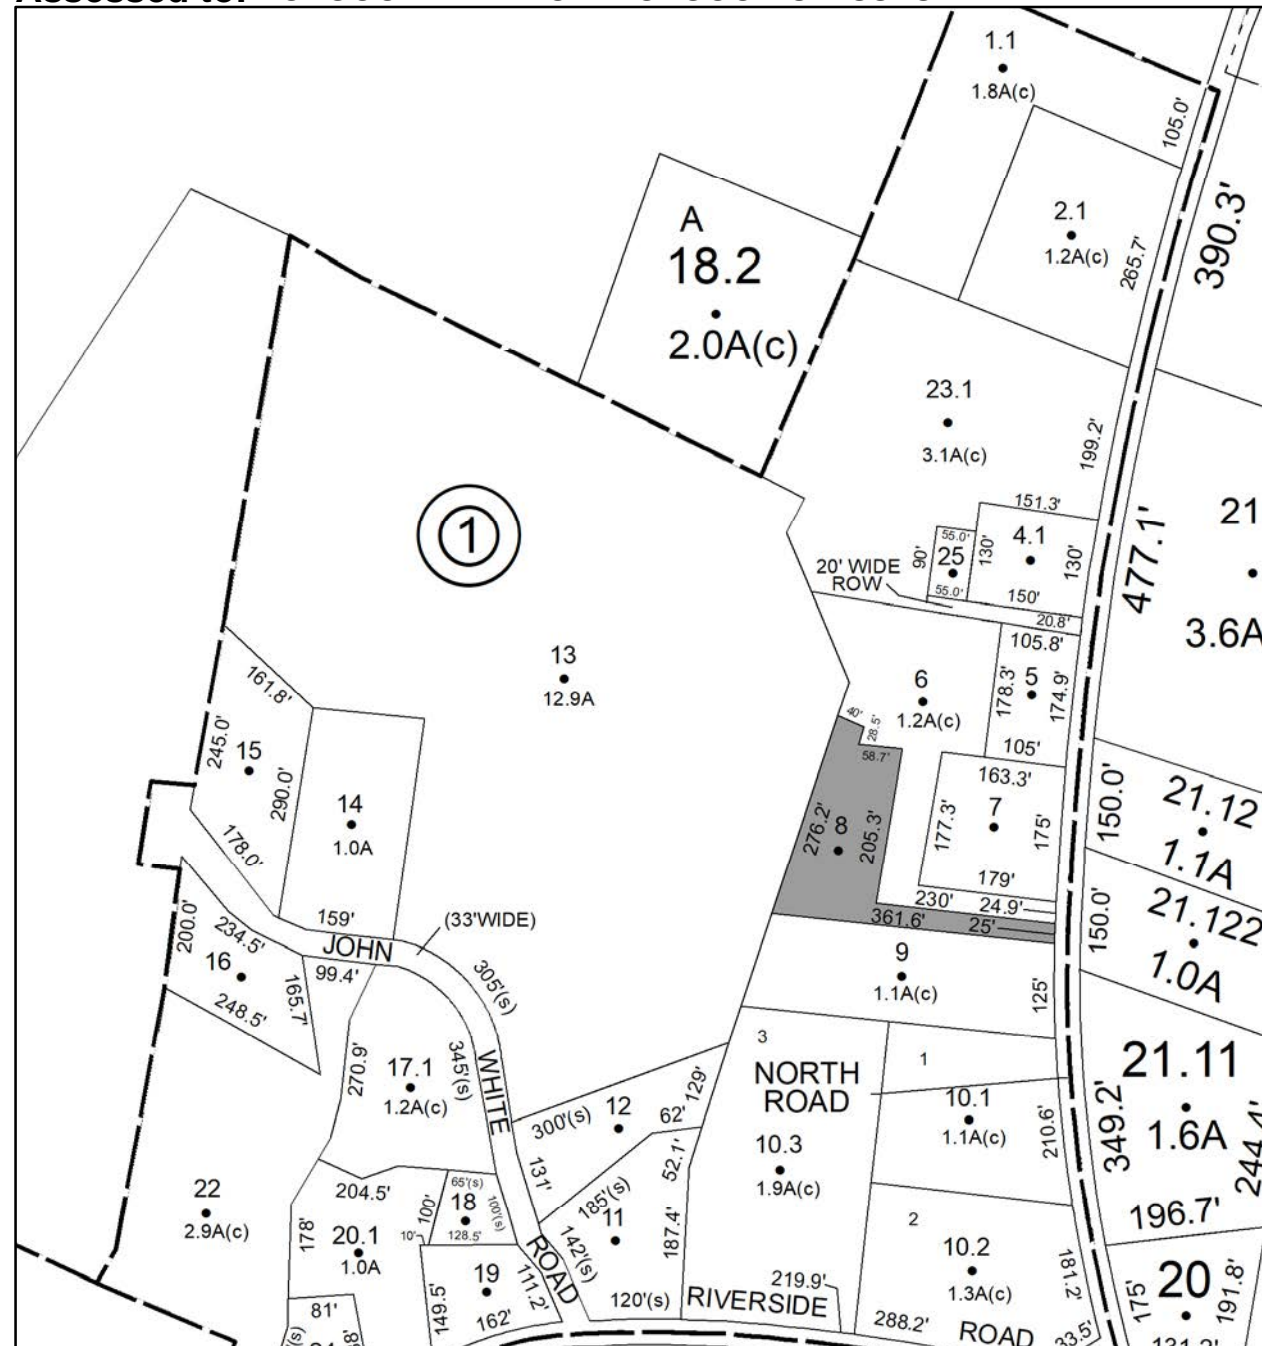 Assessed to:
1.1
1.8A(c)
105.0'
2.1
1.2A(c)
265.7'
390.3'
A
18.2
2.0A(c)
23.1
3.1A(c)
199.2'
151.3'
55.0'
4.1
90'
25
130'
130'
20' WIDE
ROW
55.0'
150'
20.8'
477.1'
21
3.6A
1
105.8'
13
12.9A
6
1.2A(c)
178.3'
5
174.9'
105'
40'
28.5'
58.7'
163.3'
7
177.3'
175'
179'
276.2'
8
205.3'
230'
24.9'
361.6'
25'
150.0'
21.12
1.1A
150.0'
21.122
1.0A
161.8'
245.0'
15
290.0'
14
1.0A
178.0'
159'
JOHN
(33'WIDE)
200.0'
234.5'
16
248.5'
165.7'
99.4'
305'(s)
9
1.1A(c)
125'
270.9'
17.1
1.2A(c)
345'(s)
WHITE
3
NORTH
ROAD
1
10.1
1.1A(c)
210.6'
21.11
1.6A
349.2'
244.4'
196.7'
300'(s)
12
129'
62'
52.1'
10.3
1.9A(c)
131'
185'(s)
11
142'(s)
187.4'
120'(s)
22
2.9A(c)
204.5'
178'
20.1
1.0A
100'
65'(s)
18
100'(s)
128.5'
10'
ROAD
149.5'
19
162'
111.2'
81'
2
10.2
1.3A(c)
181.2'
219.9'
RIVERSIDE
288.2'
ROAD
33.5'
20
175'
191.8'